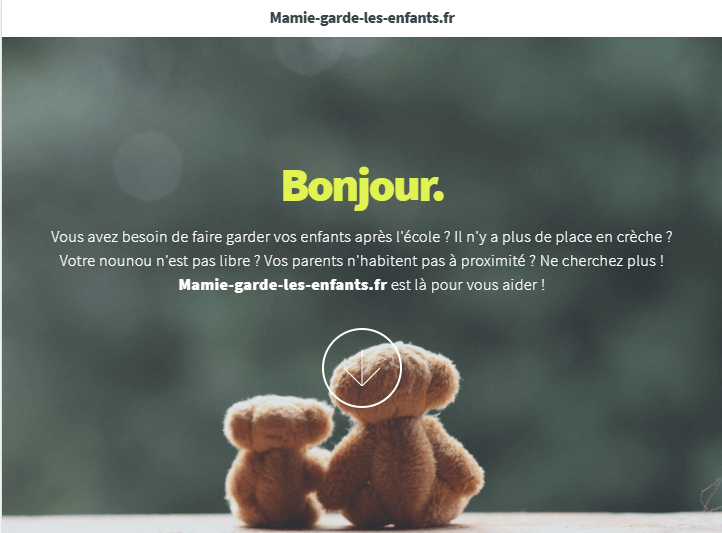 Mamie-garde-les-enfants.fr
Bonjour.
Vous avez besoin de faire garder vos enfants après l'école ? Il n'y a plus de place en crèche ?
Votre nounou n'est pas libre ? Vos parents n'habitent pas à proximité ? Ne cherchez plus !
Mamie-garde-les-enfants.fr est là pour vous aider !